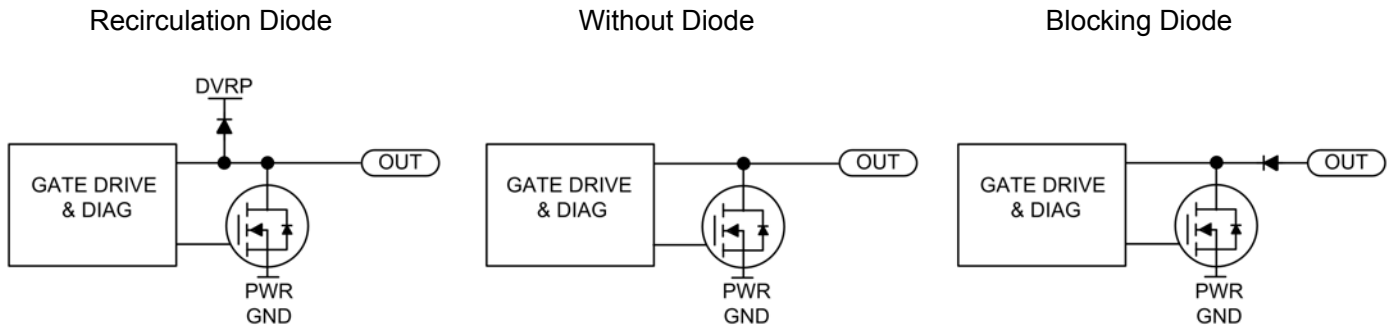 Recirculation Diode
Without Diode
Blocking Diode
DVRP
GATE DRIVE
& DIAG
OUT
PWR
GND
GATE DRIVE
& DIAG
OUT
PWR
GND
GATE DRIVE
& DIAG
OUT
PWR
GND